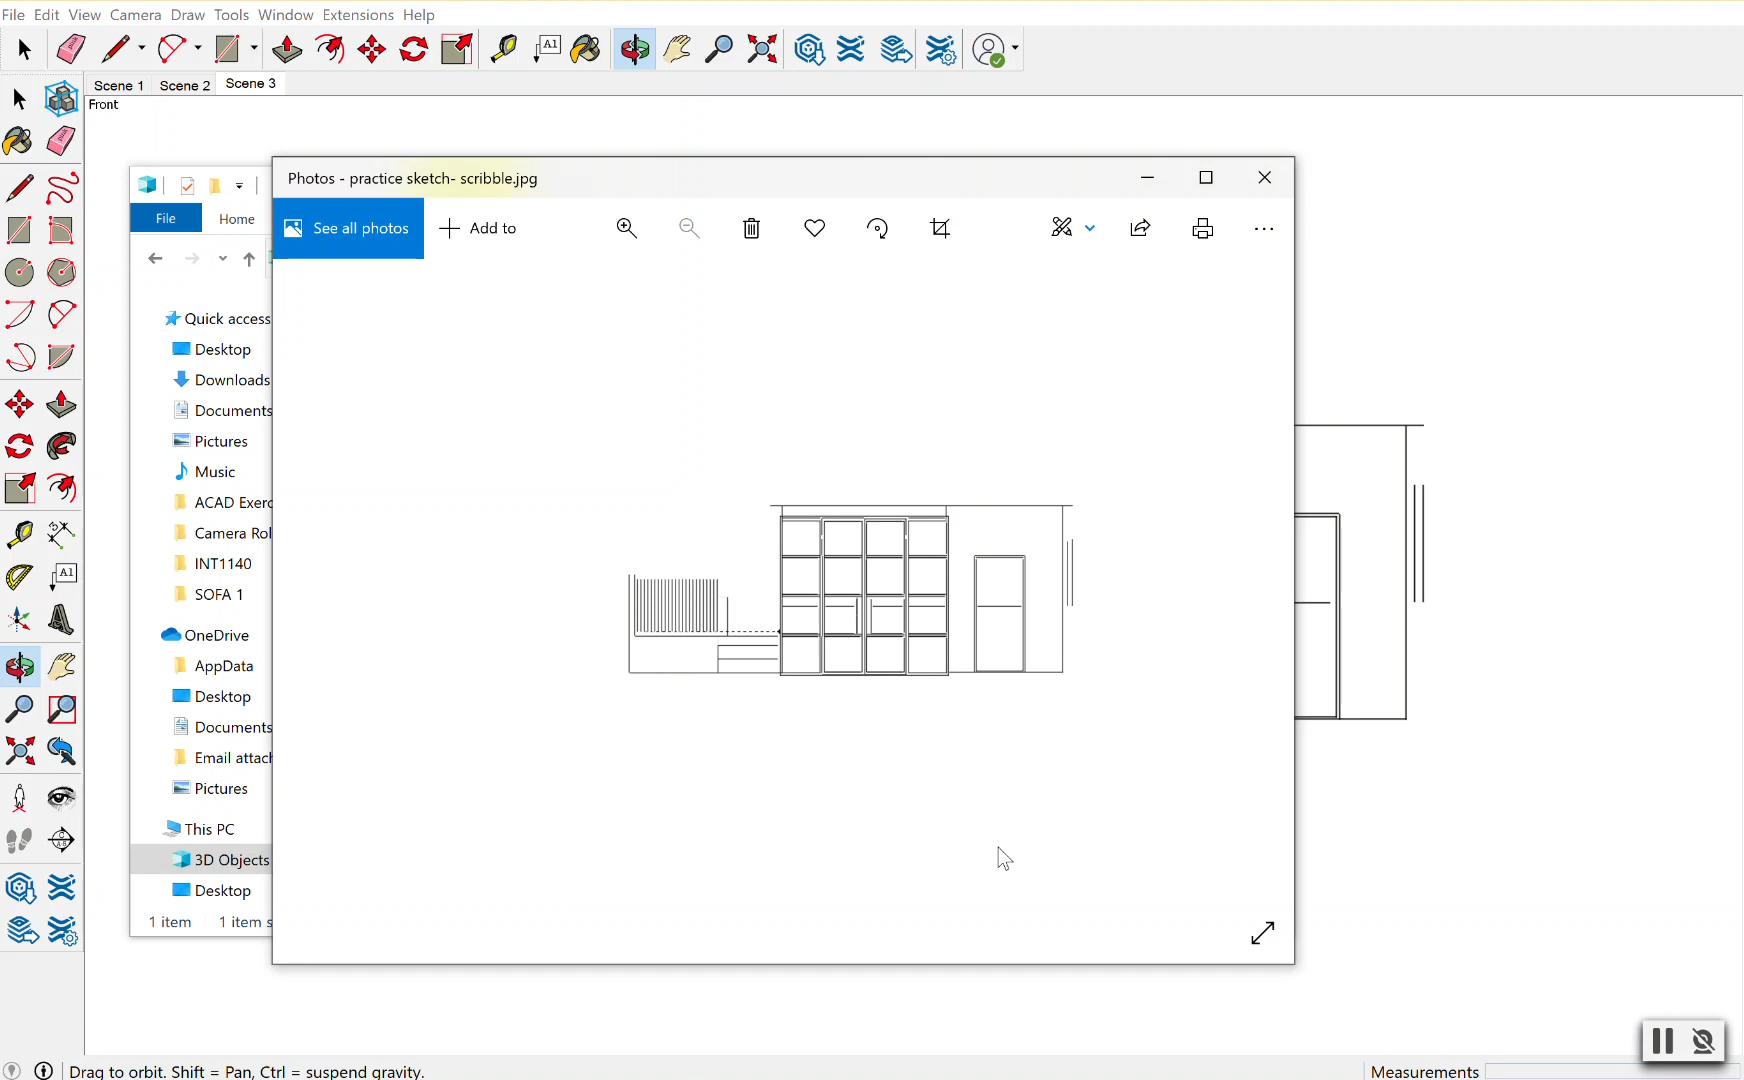 File Edit View Camera Draw Tools Window Extensions Help
Scene 1 Scene 2 Scene 3
Front
Photos - practice sketch- scribble.jpg
File Home
See all photos Add to
Quick access
Desktop
Downloads
Documents
Pictures
Music
ACAD Exerc
Camera Rol
INT1140
SOFA 1
OneDrive
AppData
Desktop
Documents
Email attach
Pictures
This PC
3D Objects
Desktop
1 item 1 item s
A1
A1
Drag to orbit. Shift = Pan, Ctrl = suspend gravity.
Measurements